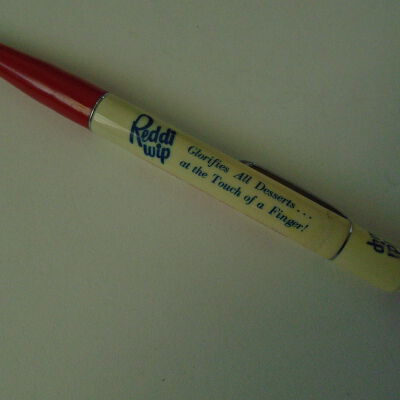 Reddi
wip
Glorifies All Desserts...
at the Touch of a Finger!